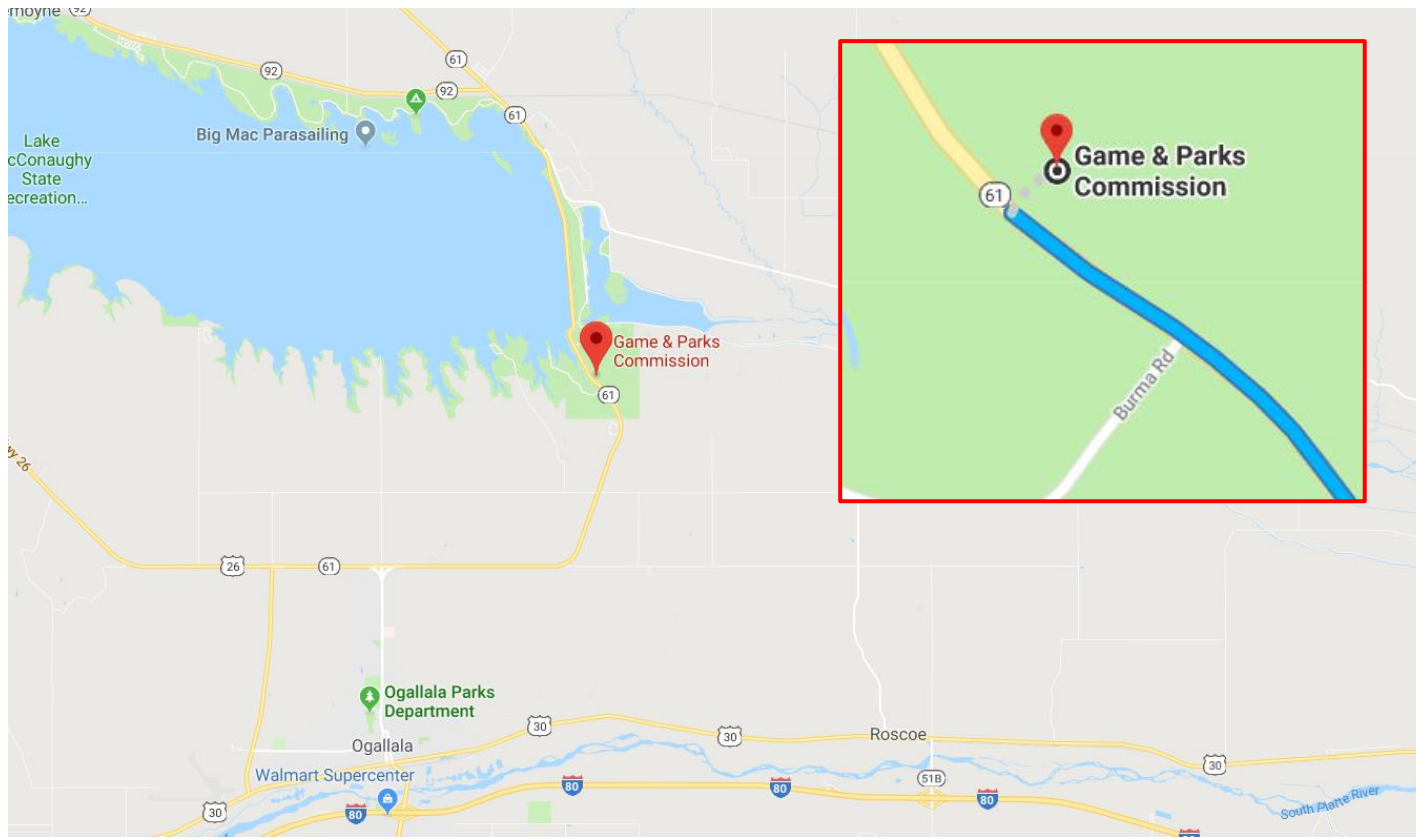 92
61
92
92
61
Big Mac Parasailing
Lake
cConaughy
State
ecreation...
61
Game & Parks
Commission
61
Game & Parks
Commission
Burma Rd
26
26
61
Ogallala Parks
Department
Ogallala
Walmart Supercenter
30
30
Roscoe
30
51B
80
80
80
80
30
South Platte River